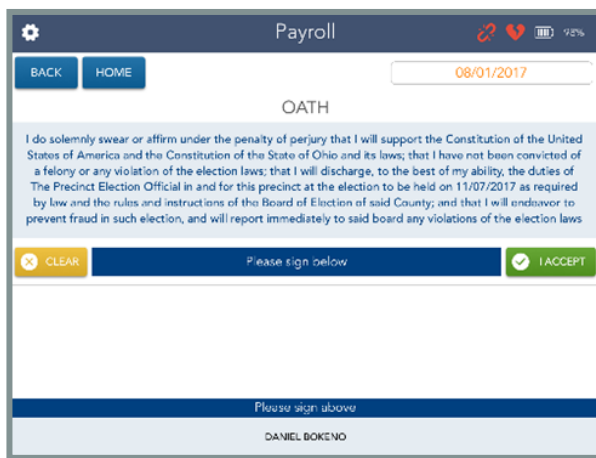 Payroll
98%
BACK
HOME
08/01/2017
OATH
I do solemnly swear or affirm under the penalty of perjury that I will support the Constitution of the United
States of America and the Constitution of the State of Ohio and its laws; that I have not been convicted of
a felony or any violation of the election laws; that I will discharge, to the best of my ability, the duties of
The Precinct Election Official in and for this precinct at the election to be held on 11/07/2017 as required
by law and the rules and instructions of the Board of Election of said County; and that I will endeavor to
prevent fraud in such election, and will report immediately to said board any violations of the election laws
CLEAR
Please sign below
I ACCEPT
Please sign above
DANIEL BOKENO